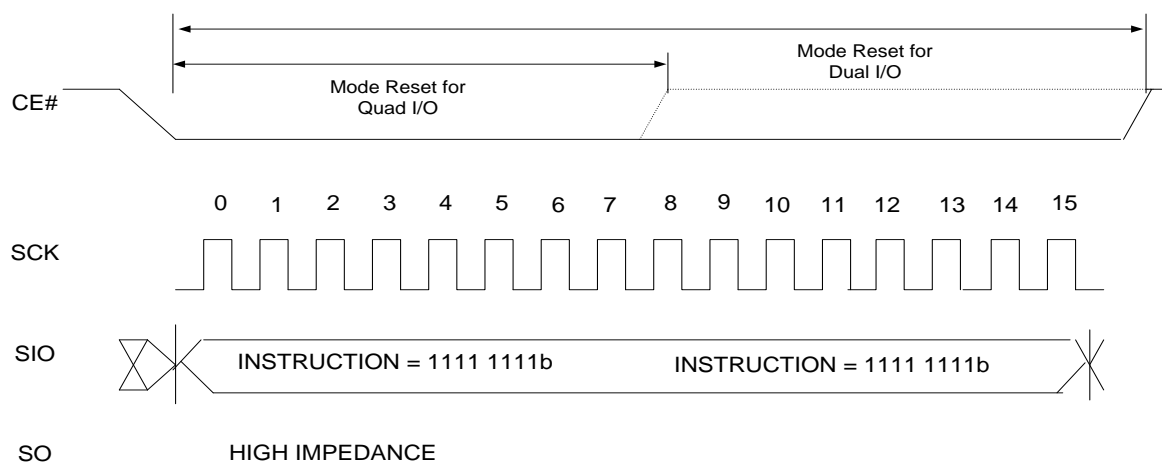 Mode Reset for
Dual I/O
Mode Reset for
Quad I/O
CE#
0 1 2 3 4 5 6 7 8 9 10 11 12 13 14 15
SCK
SIO
INSTRUCTION = 1111 1111b INSTRUCTION = 1111 1111b
SO HIGH IMPEDANCE